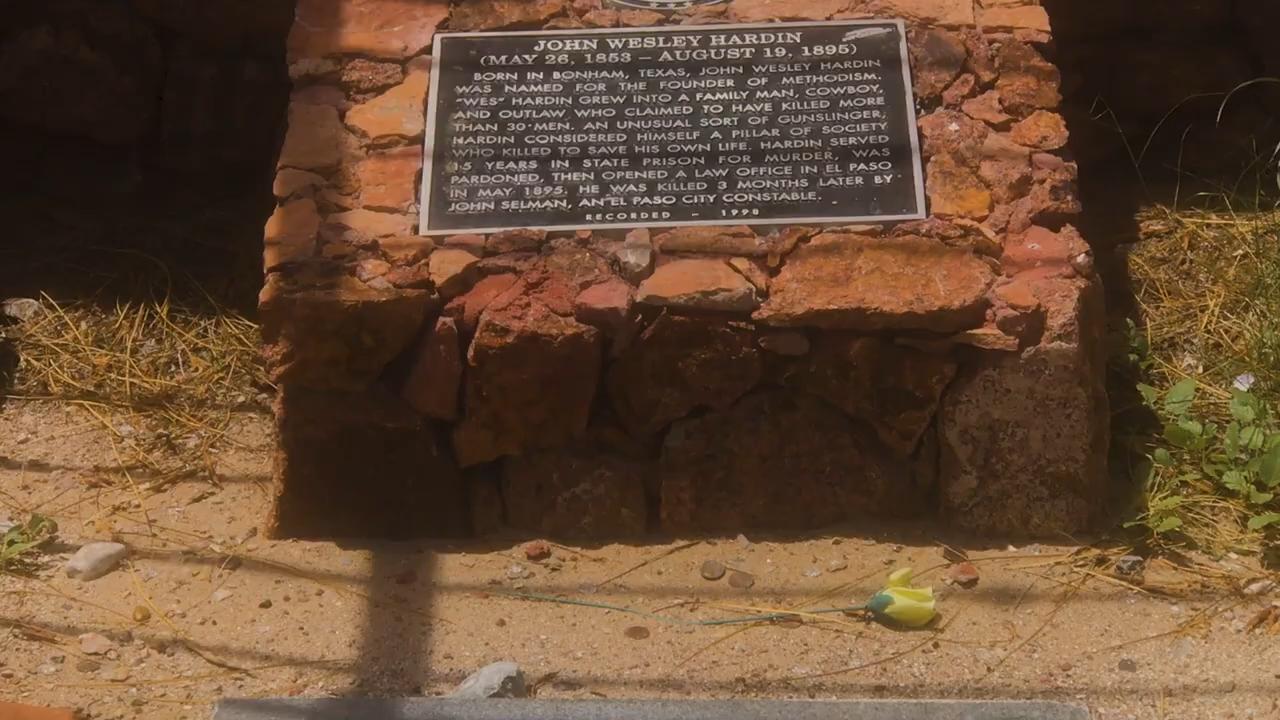 JOHN WESLEY HARDIN
(MAY 26, 1853 – AUGUST 19, 1895)
BORN IN BONHAM, TEXAS, JOHN WESLEY HARDIN
WAS NAMED FOR THE FOUNDER OF METHODISM.
"WES" HARDIN GREW INTO A FAMILY MAN, COWBOY,
AND OUTLAW WHO CLAIMED TO HAVE KILLED MORE
THAN 30 MEN. AN UNUSUAL SORT OF GUNSLINGER,
HARDIN CONSIDERED HIMSELF A PILLAR OF SOCIETY
WHO KILLED TO SAVE HIS OWN LIFE. HARDIN SERVED
15 YEARS IN STATE PRISON FOR MURDER, WAS
PARDONED, THEN OPENED A LAW OFFICE IN EL PASO
IN MAY 1895. HE WAS KILLED 3 MONTHS LATER BY
JOHN SELMAN, AN EL PASO CITY CONSTABLE.
RECORDED – 1998